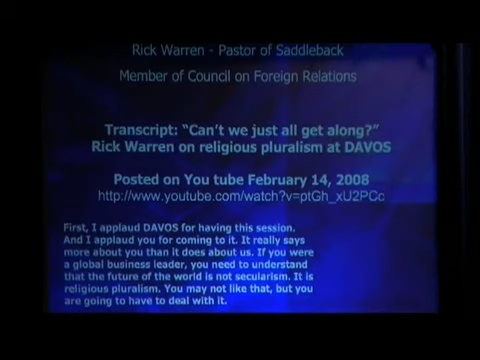 Rick Warren - Pastor of Saddleback
Member of Council on Foreign Relations
Transcript: "Can't we just all get along?"
Rick Warren on religious pluralism at DAVOS
Posted on You tube February 14, 2008
http://www.youtube.com/watch?v=ptGh_xU2PCc
First, I applaud DAVOS for having this session.
And I applaud you for coming to it. It really says
more about you than it does about us. If you were
a global business leader, you need to understand
that the future of the world is not secularism. It is
religious pluralism. You may not like that, but you
are going to have to deal with it.